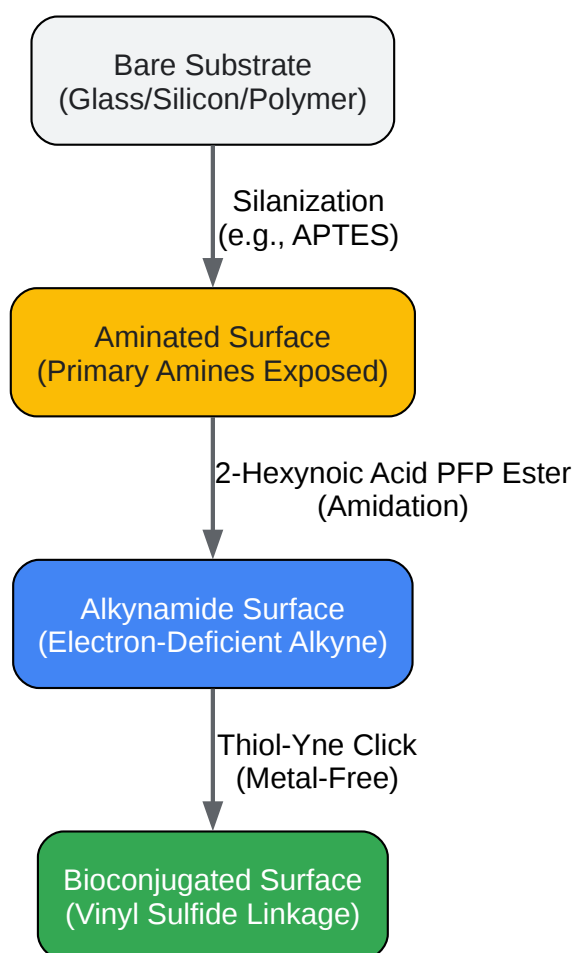 Bare Substrate
(Glass/Silicon/Polymer)
Silanization
(e.g., APTES)
Aminated Surface
(Primary Amines Exposed)
2-Hexynoic Acid PFP Ester
(Amidation)
Alkynamide Surface
(Electron-Deficient Alkyne)
Thiol-Yne Click
(Metal-Free)
Bioconjugated Surface
(Vinyl Sulfide Linkage)